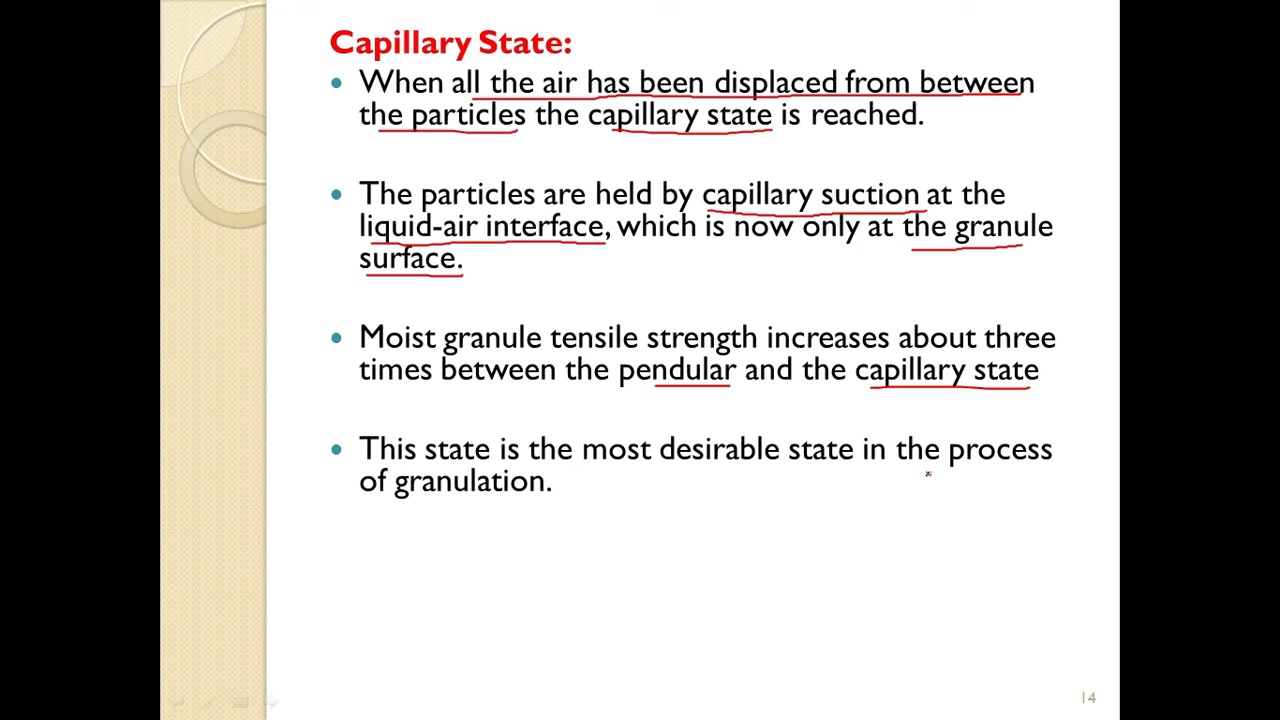 Capillary State:
• When all the air has been displaced from between
the particles the capillary state is reached.
• The particles are held by capillary suction at the
liquid-air interface, which is now only at the granule
surface.
• Moist granule tensile strength increases about three
times between the pendular and the capillary state
• This state is the most desirable state in the process
of granulation.
14